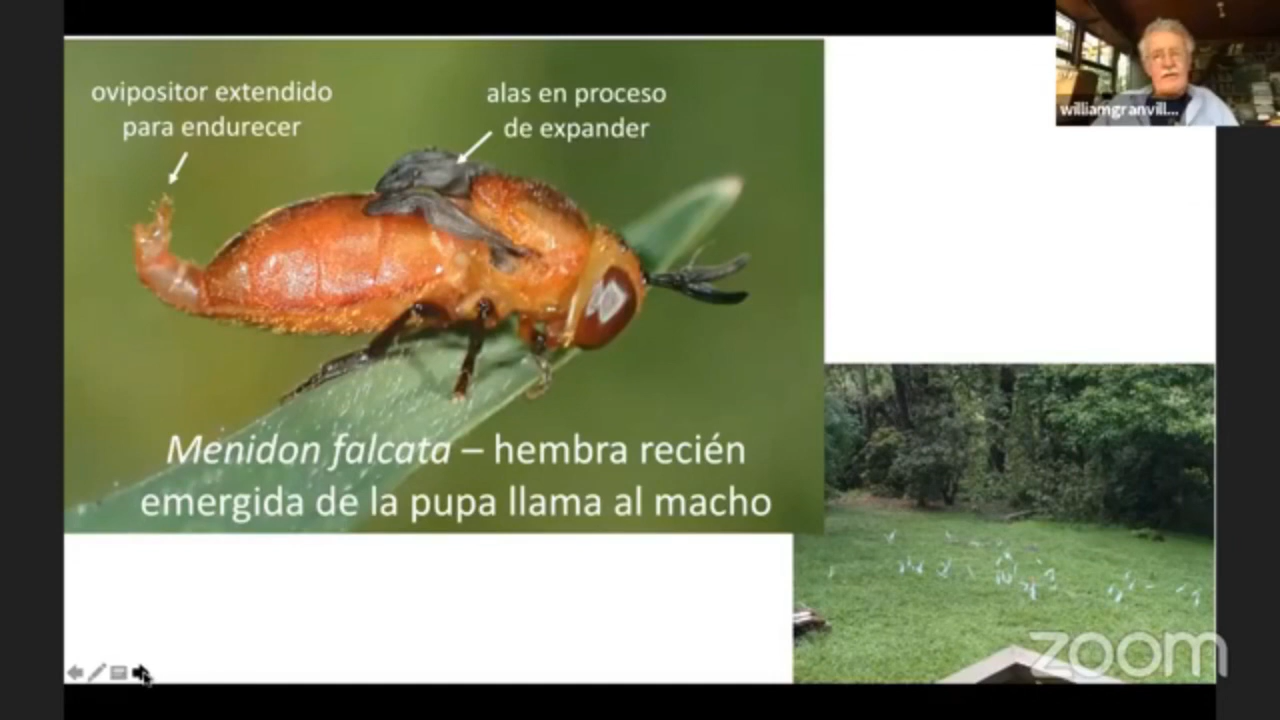 ovipositor extendido
para endurecer
alas en proceso
de expander
Menidon falcata – hembra recién
emergida de la pupa llama al macho
williamgranvill...
zoom